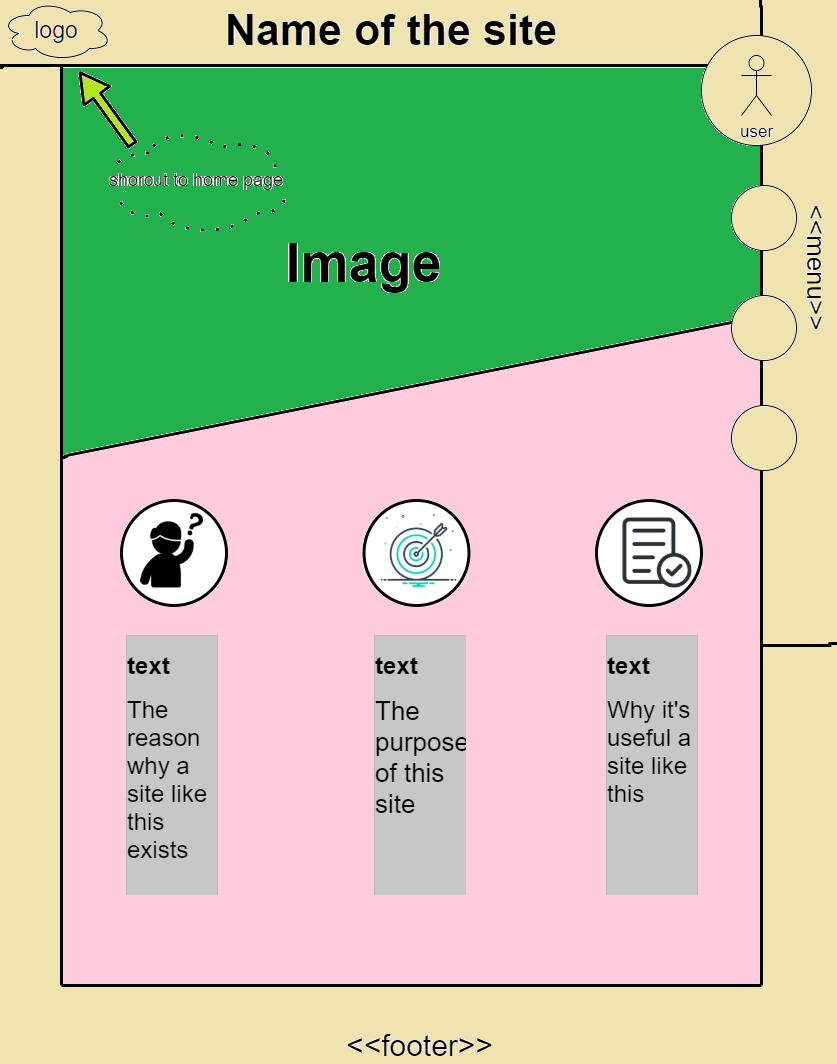 logo
Name of the site
user
shorcut to home page
<<menu>>
Image
?
text
The
reason
why a
site like
this
exists
text
The
purpose
of this
site
text
Why it's
useful a
site like
this
<<footer>>